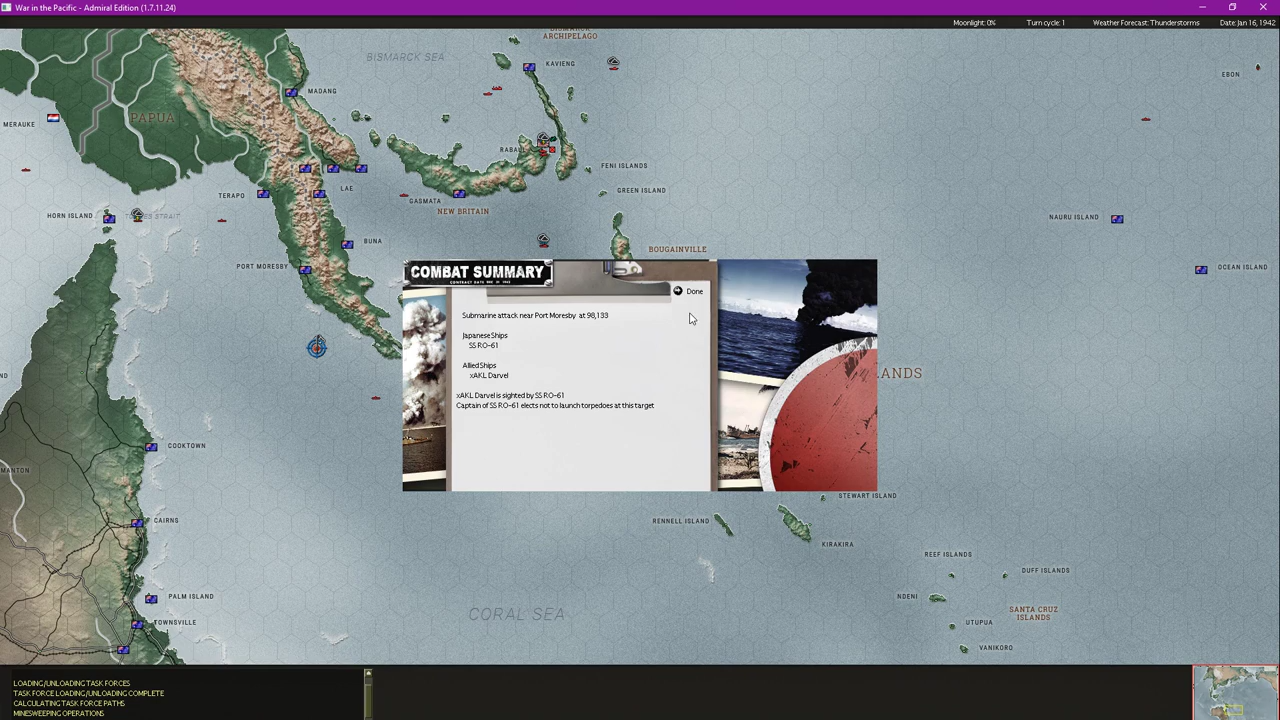 War in the Pacific - Admiral Edition (1.7.11.24)
Moonlight: 0%
Turn cycle: 1
Weather Forecast: Thunderstorms
Date: Jan 16, 1942
ARCHIPELAGO
BISMARCK SEA
KAVIENG
EBON
MADANG
PAPUA
MERAUKE
RABAU
FENI ISLANDS
LAE
GREEN ISLAND
TERAPO
GASMATA
NEW BRITAIN
HORN ISLAND
STRAIT
NAURU ISLAND
BUNA
BOUGAINVILLE
PORT MORESBY
OCEAN ISLAND
COMBAT SUMMARY
Done
Submarine attack near Port Moresby at 98,133
Japanese Ships
SS RO-61
Allied Ships
xAKL Darvel
xAKL Darvel is sighted by SS RO-61
Captain of SS RO-61 elects not to launch torpedoes at this target
ANDS
COOKTOWN
MANTON
STEWART ISLAND
CAIRNS
RENNELL ISLAND
KIRAKIRA
REEF ISLANDS
DUFF ISLANDS
PALM ISLAND
NDENI
SANTA CRUZ
ISLANDS
CORAL SEA
TOWNSVILLE
UTUPUA
VANIKORO
LOADING/UNLOADING TASK FORCES
TASK FORCE LOADING/UNLOADING COMPLETE
CALCULATING TASK FORCE PATHS
MINESWEEPING OPERATIONS